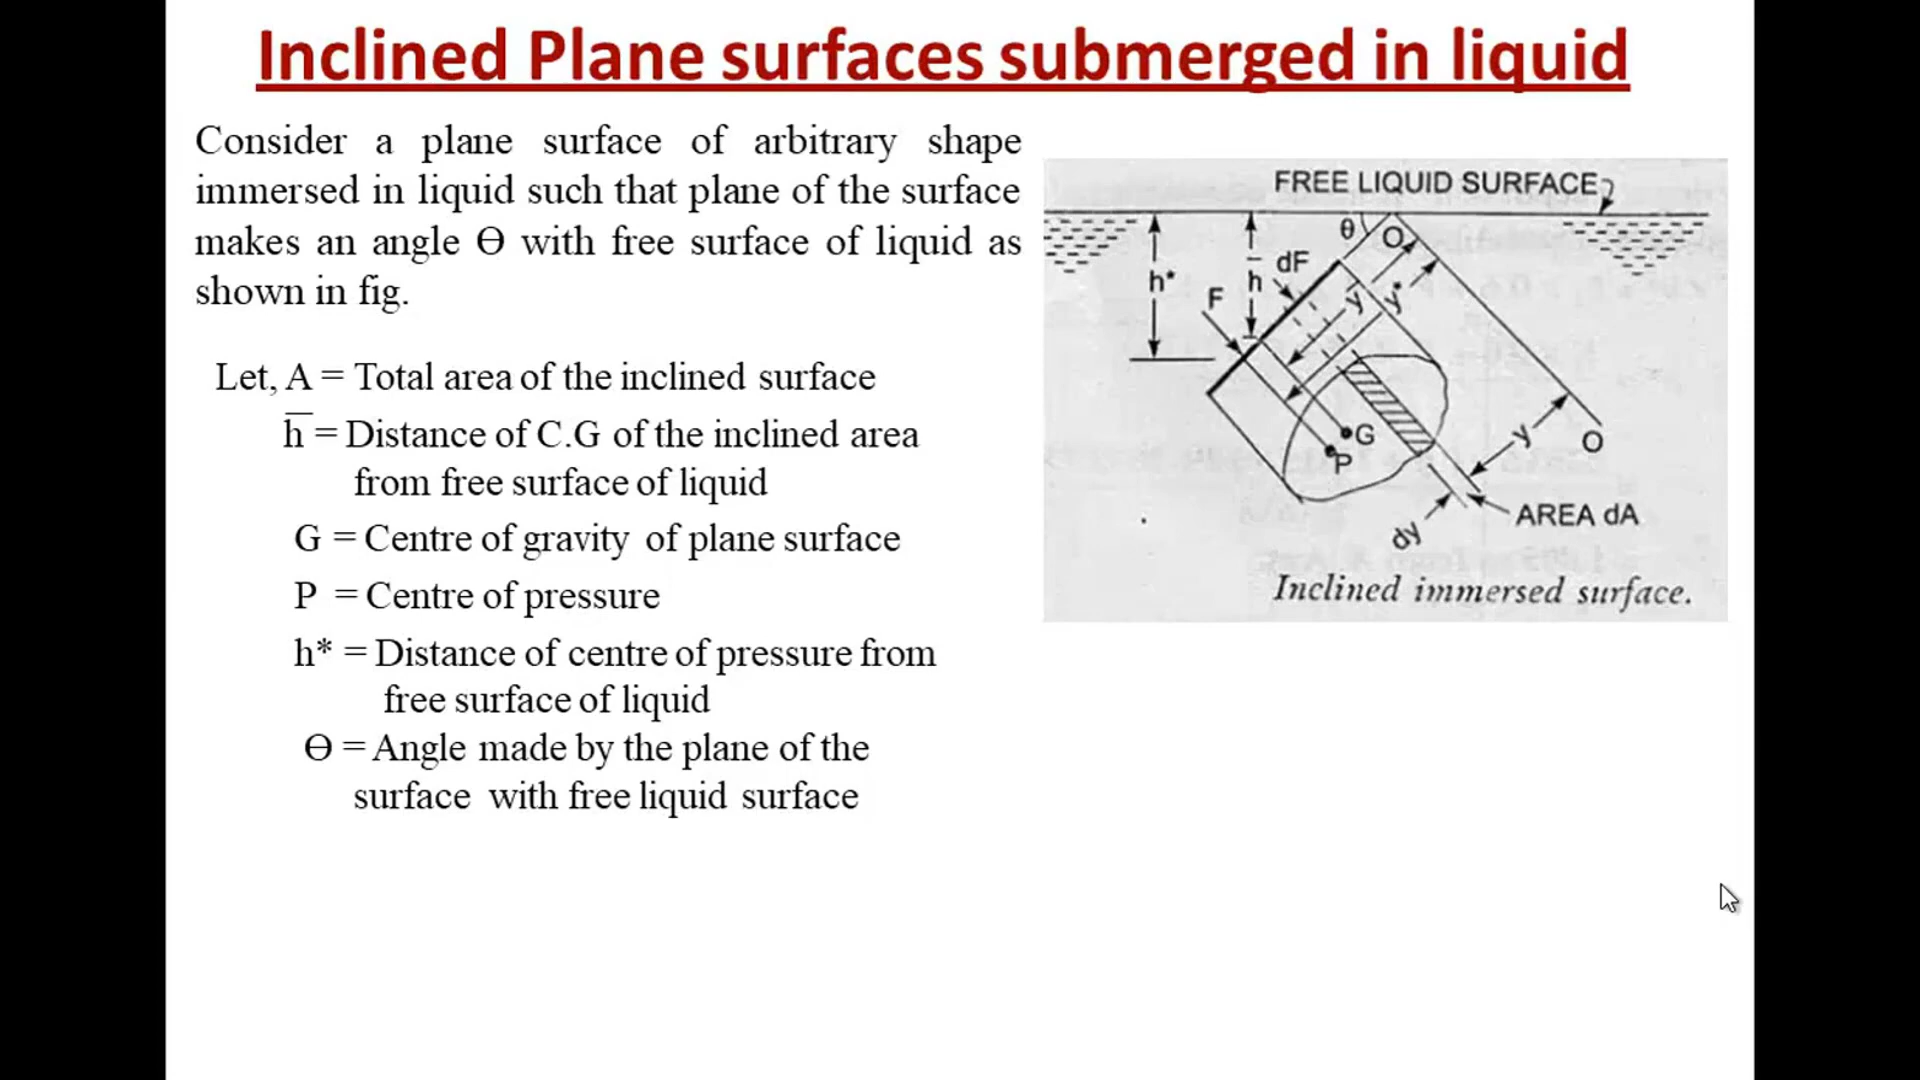 Inclined Plane surfaces submerged in liquid
Consider a plane surface of arbitrary shape
immersed in liquid such that plane of the surface
makes an angle Ө with free surface of liquid as
shown in fig.
Let, A = Total area of the inclined surface
h̅ = Distance of C.G of the inclined area
from free surface of liquid
G = Centre of gravity of plane surface
P = Centre of pressure
h* = Distance of centre of pressure from
free surface of liquid
Ө = Angle made by the plane of the
surface with free liquid surface
FREE LIQUID SURFACE
θ
O
dF
h*
h̅
F
y̅
y*
G
P
y
O
AREA dA
dy
Inclined immersed surface.